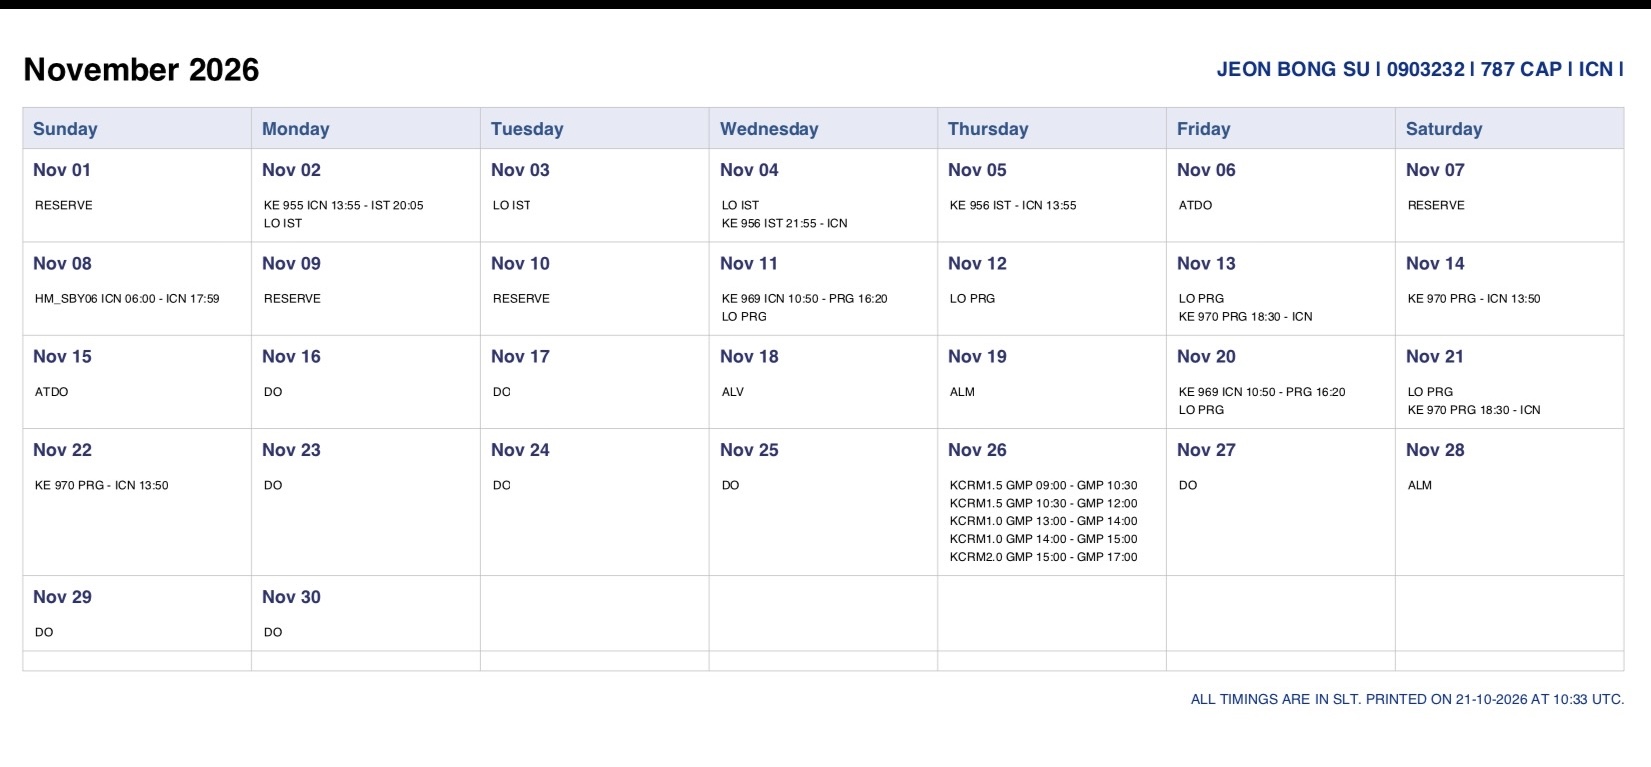 November 2026
JEON BONG SU | 0903232 | 787 CAP | ICN |
Sunday Monday Tuesday Wednesday Thursday Friday Saturday
Nov 01 Nov 02 Nov 03 Nov 04 Nov 05 Nov 06 Nov 07
RESERVE KE 955 ICN 13:55 - IST 20:05 LO IST LO IST KE 956 IST - ICN 13:55 ATDO RESERVE
LO IST KE 956 IST 21:55 - ICN
Nov 08 Nov 09 Nov 10 Nov 11 Nov 12 Nov 13 Nov 14
HM_SBY06 ICN 06:00 - ICN 17:59 RESERVE RESERVE KE 969 ICN 10:50 - PRG 16:20 LO PRG LO PRG KE 970 PRG - ICN 13:50
LO PRG KE 970 PRG 18:30 - ICN
Nov 15 Nov 16 Nov 17 Nov 18 Nov 19 Nov 20 Nov 21
ATDO DO DO ALV ALM KE 969 ICN 10:50 - PRG 16:20 LO PRG
LO PRG KE 970 PRG 18:30 - ICN
Nov 22 Nov 23 Nov 24 Nov 25 Nov 26 Nov 27 Nov 28
KE 970 PRG - ICN 13:50 DO DO DO KCRM1.5 GMP 09:00 - GMP 10:30 DO ALM
KCRM1.5 GMP 10:30 - GMP 12:00
KCRM1.0 GMP 13:00 - GMP 14:00
KCRM1.0 GMP 14:00 - GMP 15:00
KCRM2.0 GMP 15:00 - GMP 17:00
Nov 29 Nov 30
DO DO
ALL TIMINGS ARE IN SLT. PRINTED ON 21-10-2026 AT 10:33 UTC.